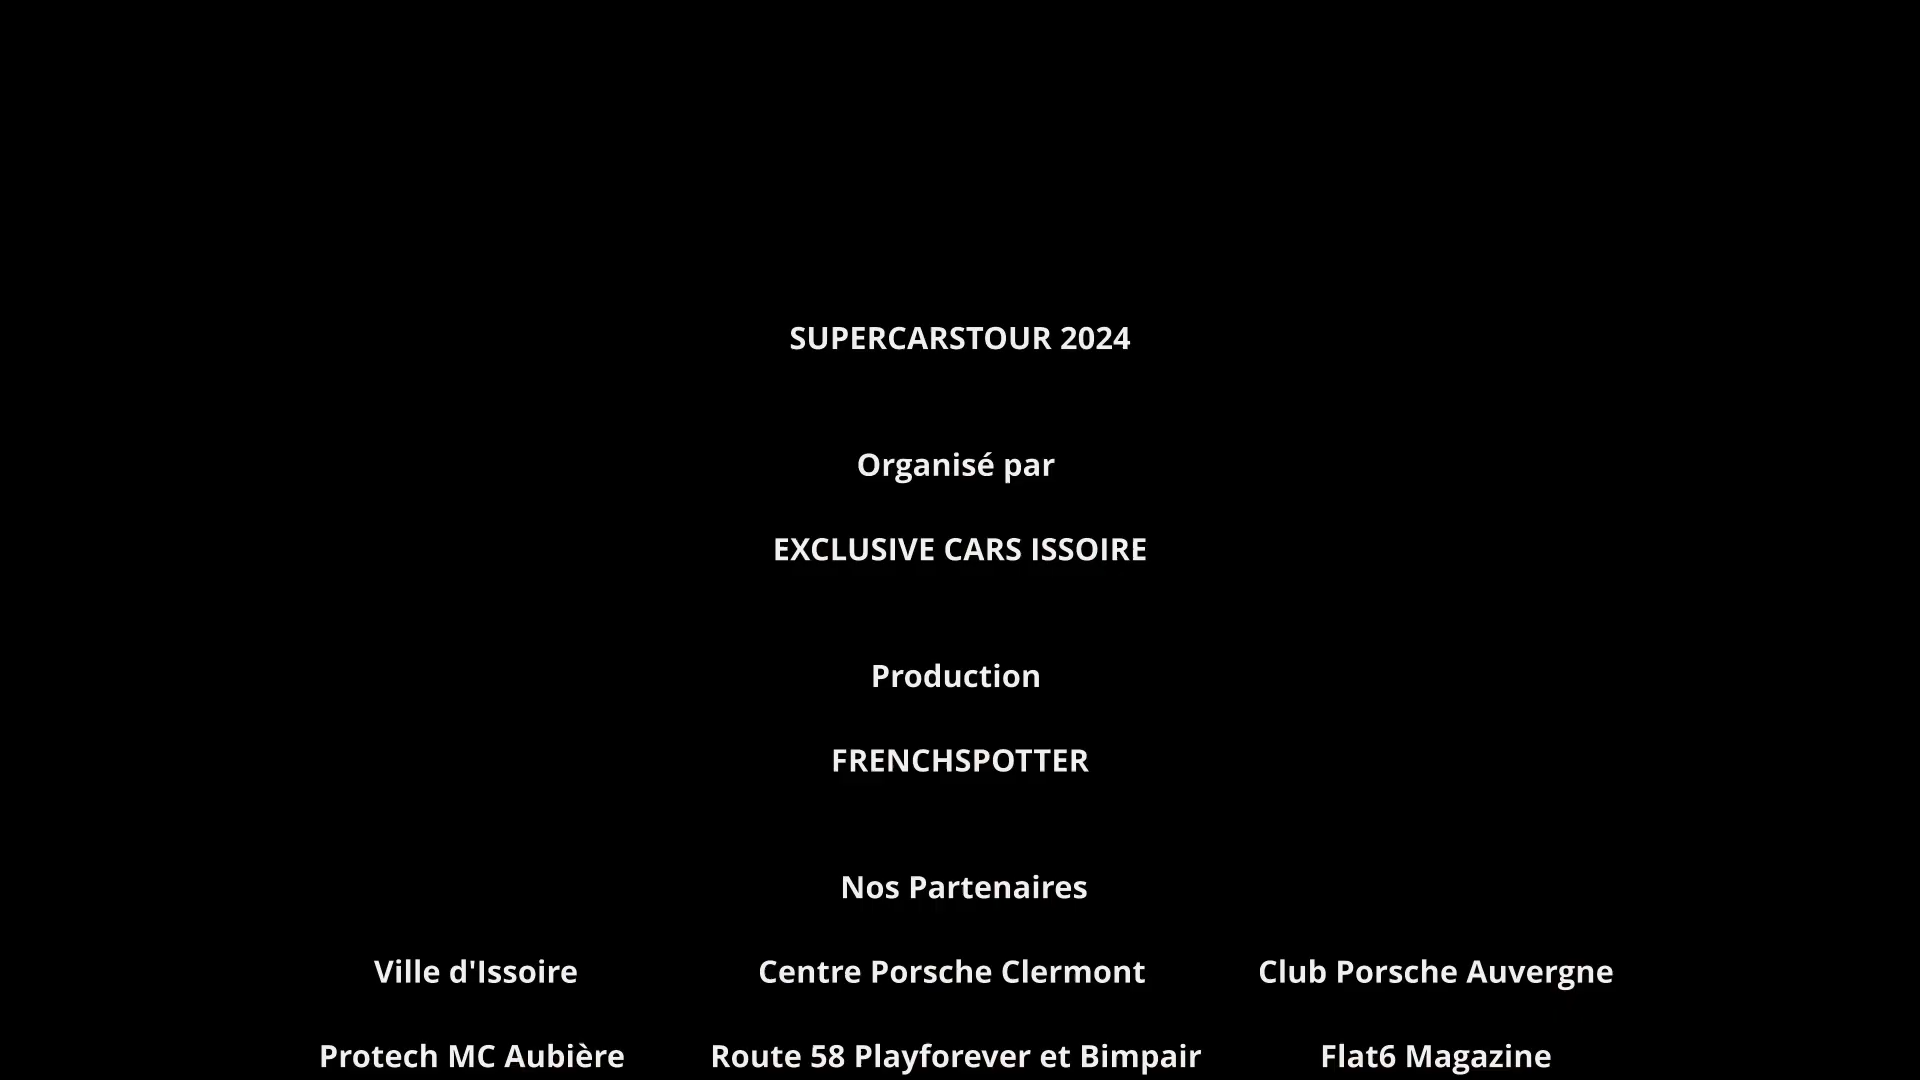 SUPERCARSTOUR 2024
Organisé par
EXCLUSIVE CARS ISSOIRE
Production
FRENCHSPOTTER
Nos Partenaires
Ville d'Issoire Centre Porsche Clermont Club Porsche Auvergne
Protech MC Aubière Route 58 Playforever et Bimpair Flat6 Magazine